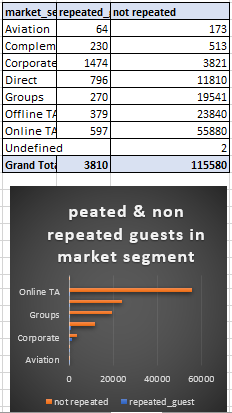 market_se repeated_ not repeated
Aviation 64 173
Complem 230 513
Corporate 1474 3821
Direct 796 11810
Groups 270 19541
Offline TA 379 23840
Online TA 597 55880
Undefined 2
Grand Tota 3810 115580
peated & non
repeated guests in
market segment
Online TA
Groups
Corporate
Aviation
0 20000 40000 60000
not repeated repeated_guest